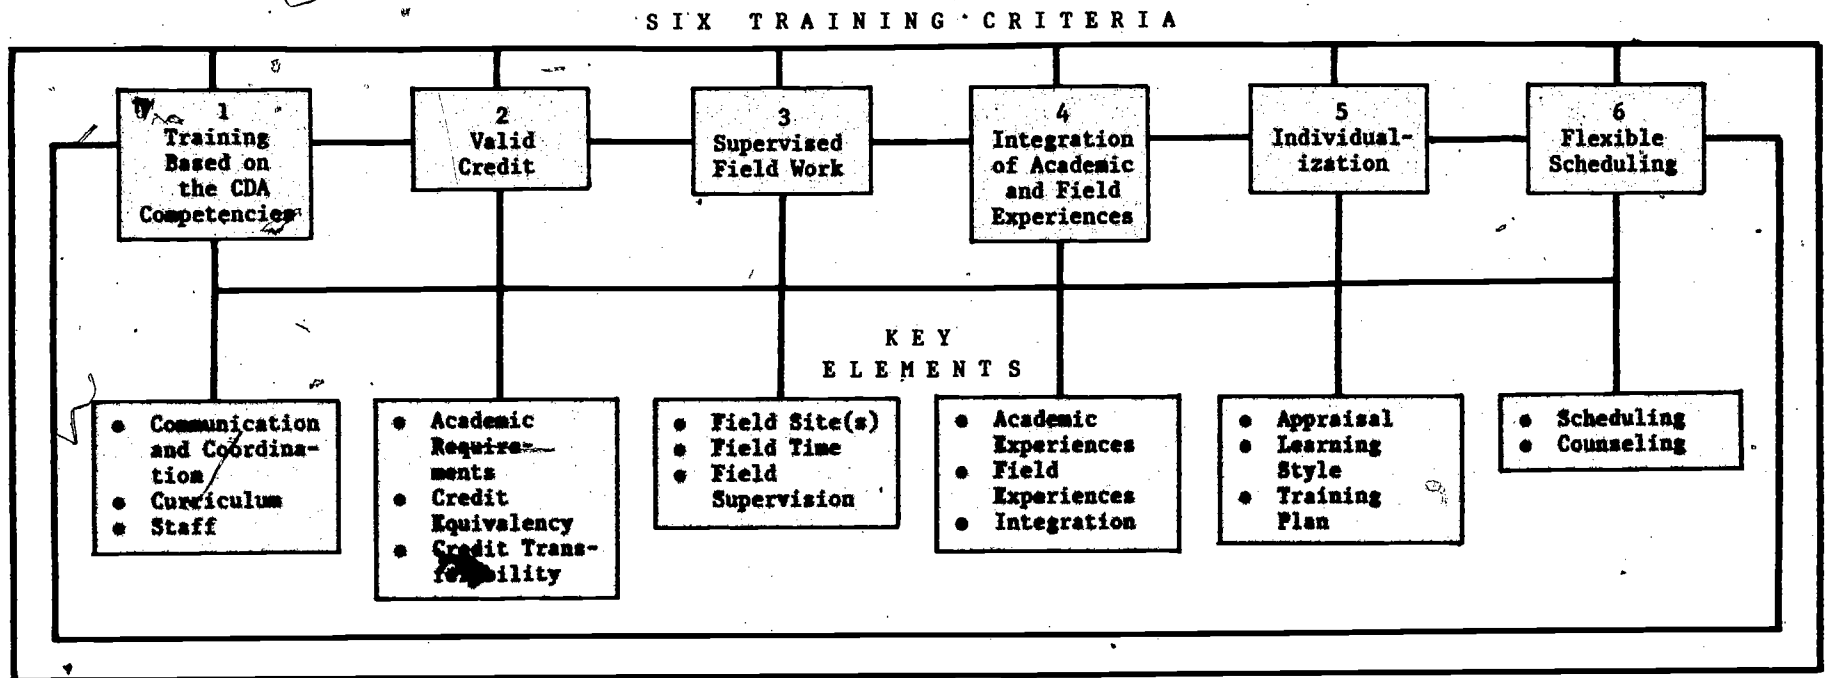 SIX TRAINING CRITERIA
1
Training
Based on
the CDA
Competencies
2
Valid
Credit
3
Supervised
Field Work
4
Integration
of Academic
and Field
Experiences
5
Individual-
ization
6
Flexible
Scheduling
KEY
ELEMENTS
● Communication
and Coordina-
tion
● Curriculum
● Staff
● Academic
Require-
ments
● Credit
Equivalency
● Credit Trans-
● Field Site(s)
● Field Time
● Field
Supervision
● Academic
Experiences
● Field
Experiences
● Integration
● Appraisal
● Learning
Style
● Training
Plan
● Scheduling
● Counseling